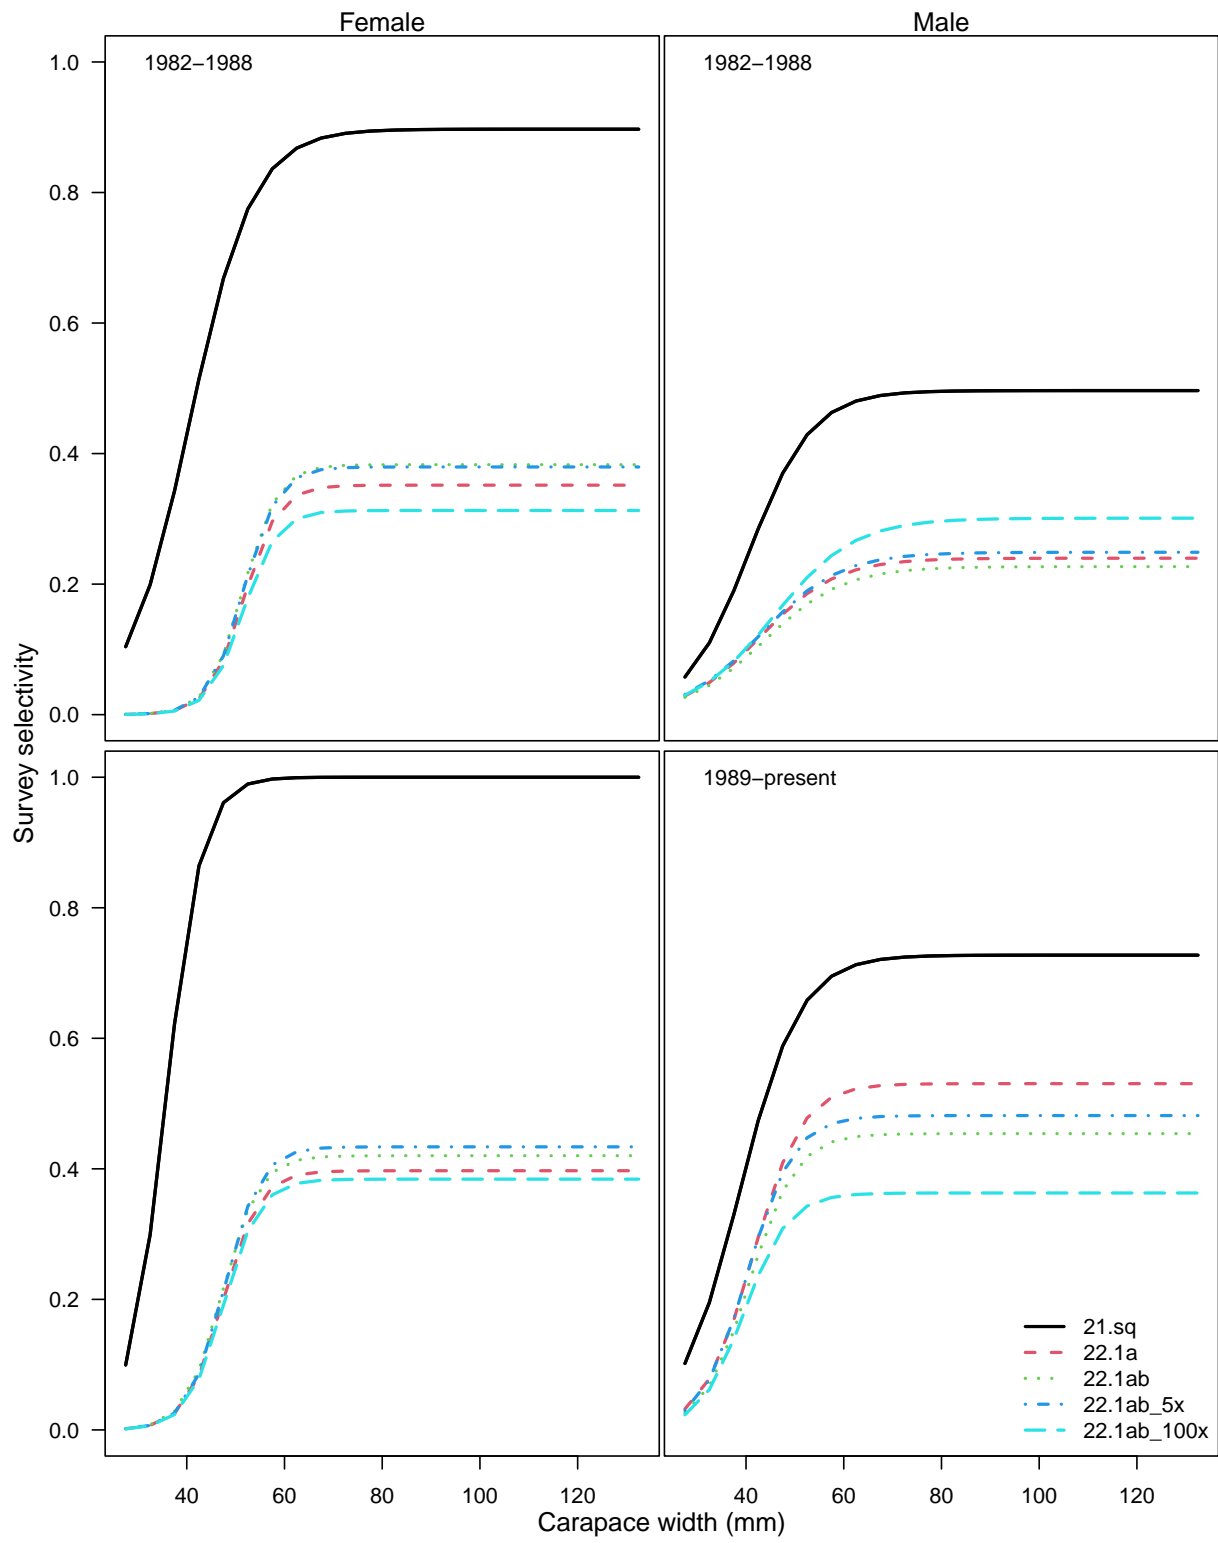 Female
Male
1982–1988
1982–1988
1.0
0.8
0.6
0.4
0.2
0.0
1989–present
1.0
0.8
0.6
0.4
0.2
0.0
Survey selectivity
21.sq
22.1a
22.1ab
22.1ab_5x
22.1ab_100x
40 60 80 100 120
40 60 80 100 120
Carapace width (mm)